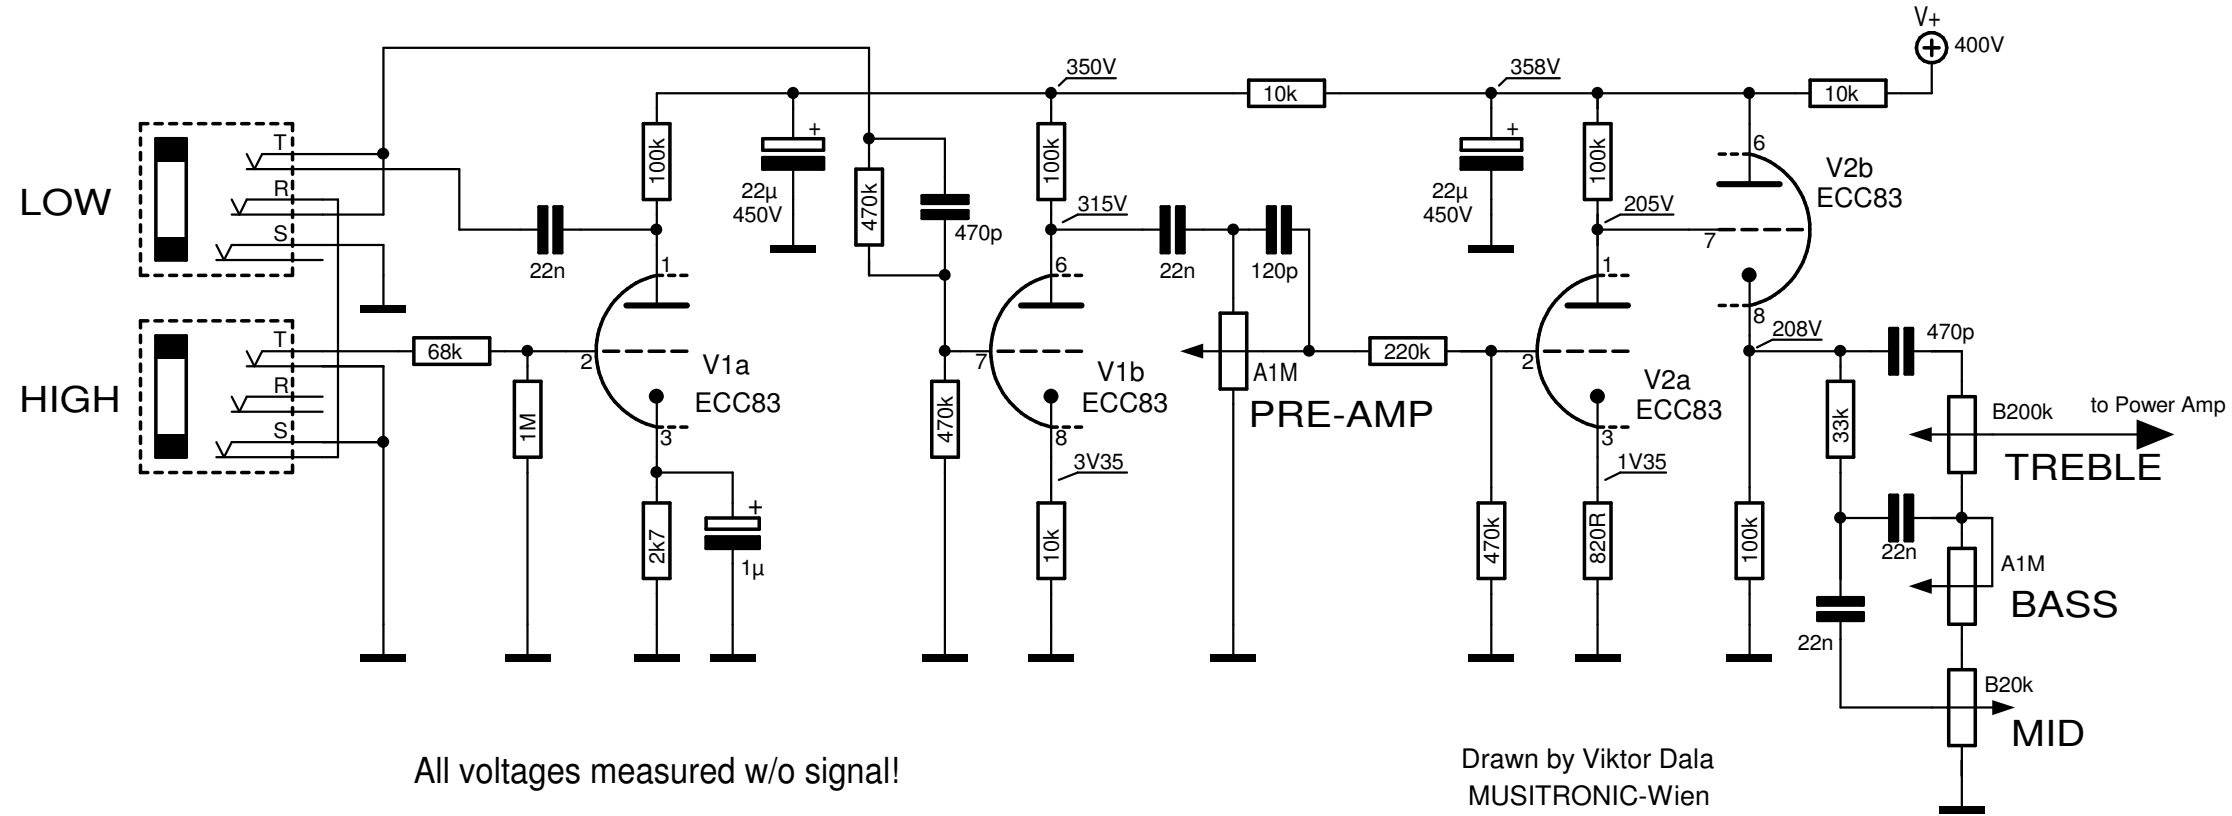 V+
400V
350V
358V
10k
10k
LOW
T
R
S
100k
22µ
450V
+
470k
470p
100k
315V
22n
120p
22µ
450V
+
100k
205V
6
7
V2b
ECC83
8
208V
470p
22n
1
6
1
HIGH
T
R
S
68k
2
V1a
ECC83
3
1M
7
V1b
ECC83
8
A1M
PRE-AMP
220k
2
V2a
ECC83
3
33k
B200k
to Power Amp
TREBLE
470k
3V35
1V35
2k7
+
1µ
10k
470k
820R
100k
22n
A1M
BASS
22n
B20k
MID
All voltages measured w/o signal!
Drawn by Viktor Dala
MUSITRONIC-Wien